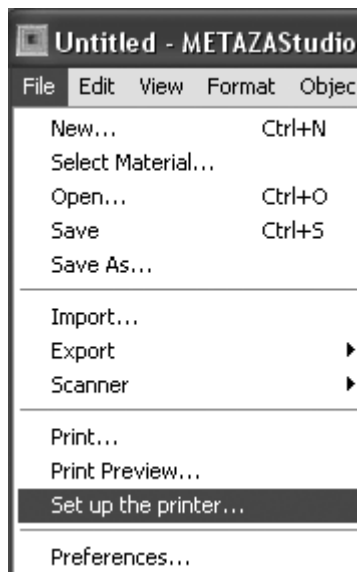 Untitled - METAZAStudio
File Edit View Format Objec
New... Ctrl+N
Select Material...
Open... Ctrl+O
Save Ctrl+S
Save As...
Import...
Export
Scanner
Print...
Print Preview...
Set up the printer...
Preferences...